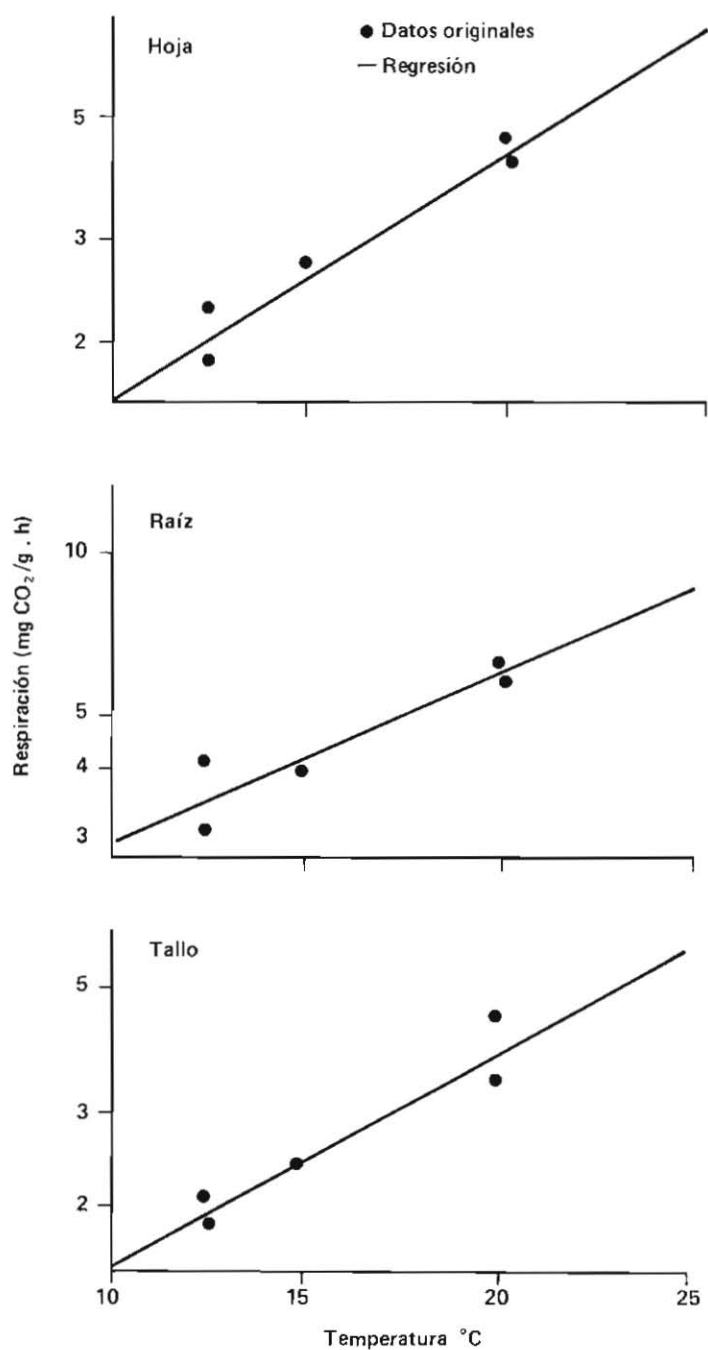 Hoja
● Datos originales
— Regresión
5
3
2
Raíz
10
5
4
3
Respiración (mg CO₂/g . h)
Tallo
5
3
2
10 15 20 25
Temperatura °C